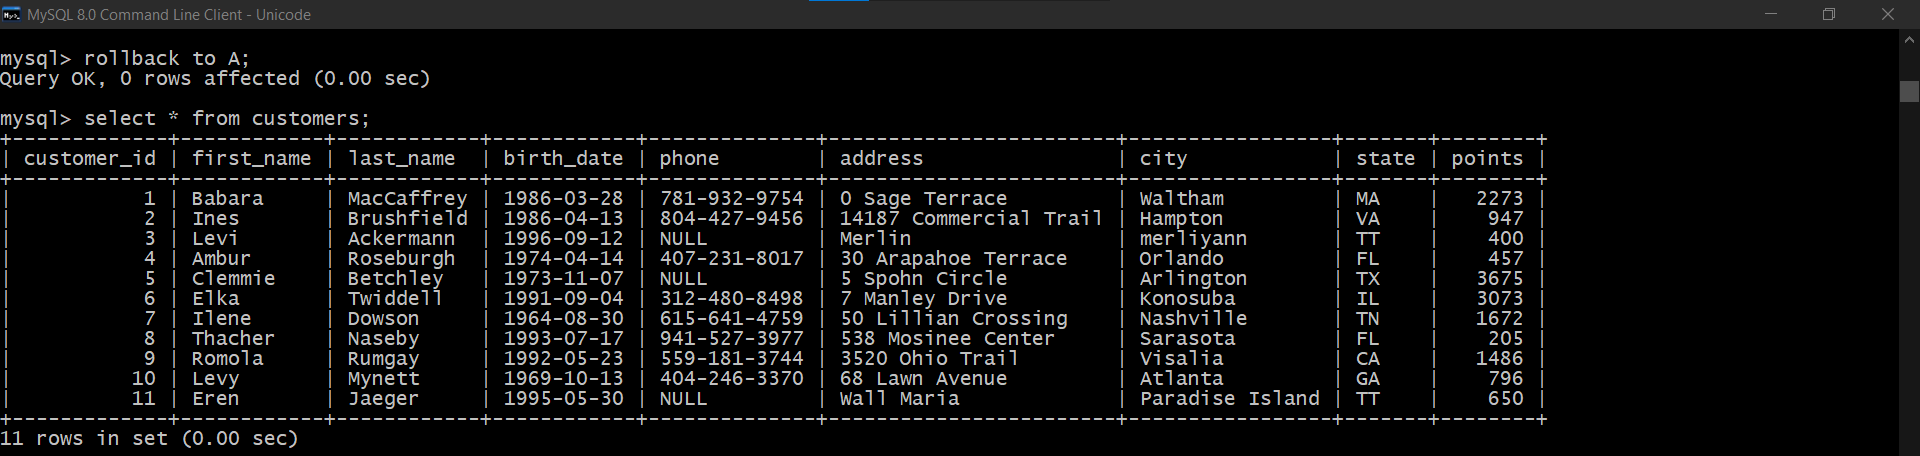 MySQL 8.0 Command Line Client - Unicode
mysql> rollback to A;
Query OK, 0 rows affected (0.00 sec)
mysql> select * from customers;
+-------------+------------+------------+------------+--------------+------------------------+-----------------+-------+--------+
| customer_id | first_name | last_name  | birth_date | phone        | address                | city            | state | points |
+-------------+------------+------------+------------+--------------+------------------------+-----------------+-------+--------+
|           1 | Babara     | MacCaffrey | 1986-03-28 | 781-932-9754 | 0 Sage Terrace         | Waltham         | MA    |   2273 |
|           2 | Ines       | Brushfield | 1986-04-13 | 804-427-9456 | 14187 Commercial Trail | Hampton         | VA    |    947 |
|           3 | Levi       | Ackermann  | 1996-09-12 | NULL         | Merlin                 | merliyann       | TT    |    400 |
|           4 | Ambur      | Roseburgh  | 1974-04-14 | 407-231-8017 | 30 Arapahoe Terrace    | Orlando         | FL    |    457 |
|           5 | Clemmie    | Betchley   | 1973-11-07 | NULL         | 5 Spohn Circle         | Arlington       | TX    |   3675 |
|           6 | Elka       | Twiddell   | 1991-09-04 | 312-480-8498 | 7 Manley Drive         | Konosuba        | IL    |   3073 |
|           7 | Ilene      | Dowson     | 1964-08-30 | 615-641-4759 | 50 Lillian Crossing    | Nashville       | TN    |   1672 |
|           8 | Thacher    | Naseby     | 1993-07-17 | 941-527-3977 | 538 Mosinee Center     | Sarasota        | FL    |    205 |
|           9 | Romola     | Rumgay     | 1992-05-23 | 559-181-3744 | 3520 Ohio Trail        | Visalia         | CA    |   1486 |
|          10 | Levy       | Mynett     | 1969-10-13 | 404-246-3370 | 68 Lawn Avenue         | Atlanta         | GA    |    796 |
|          11 | Eren       | Jaeger     | 1995-05-30 | NULL         | Wall Maria             | Paradise Island | TT    |    650 |
+-------------+------------+------------+------------+--------------+------------------------+-----------------+-------+--------+
11 rows in set (0.00 sec)